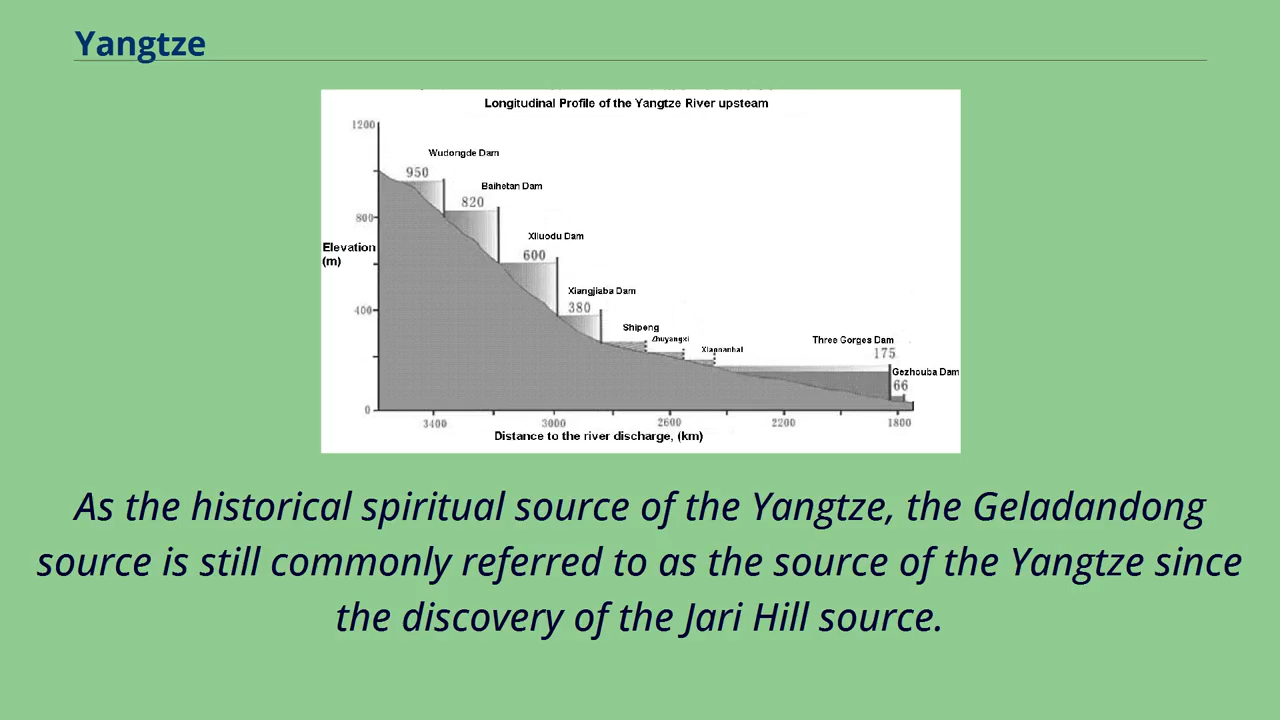 Yangtze
Longitudinal Profile of the Yangtze River upsteam
1200
Wudongde Dam
950
Baihetan Dam
820
800
Xiluodu Dam
Elevation
(m)
600
Xiangjiaba Dam
380
400
Shipeng
Zhuyangxi
Xiaonanhai
Three Gorges Dam
175
Gezhouba Dam
66
0
3400 3000 2600 2200 1800
Distance to the river discharge, (km)
As the historical spiritual source of the Yangtze, the Geladandong
source is still commonly referred to as the source of the Yangtze since
the discovery of the Jari Hill source.